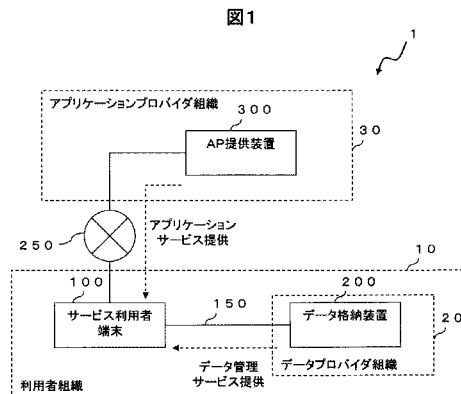 図1
1
アプリケーションプロバイダ組織
300
AP提供装置
30
アプリケーション
サービス提供
250
10
100
200
サービス利用者
端末
150
データ格納装置
20
データ管理
サービス提供
データプロバイダ組織
利用者組織